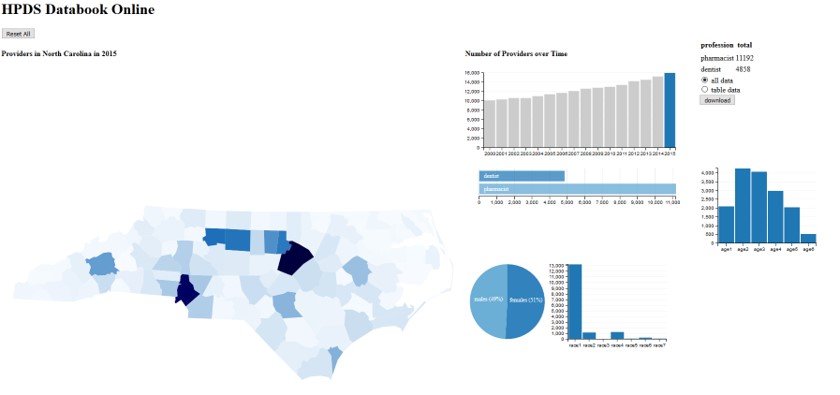 HPDS Databook Online
Reset All
Providers in North Carolina in 2015
Number of Providers over Time
profession total
pharmacist 11192
dentist 4858
all data
table data
download
16,000
14,000
12,000
10,000
8,000
6,000
4,000
2,000
0
2000 2001 2002 2003 2004 2005 2006 2007 2008 2009 2010 2011 2012 2013 2014 2015
dentist
pharmacist
0 1,000 2,000 3,000 4,000 5,000 6,000 7,000 8,000 9,000 10,000 11,000
4,000
3,500
3,000
2,500
2,000
1,500
1,000
500
0
age1 age2 age3 age4 age5 age6
males (49%) females (51%)
13,000
12,000
11,000
10,000
9,000
8,000
7,000
6,000
5,000
4,000
3,000
2,000
1,000
0
race1 race2 race3 race4 race5 race6 race7